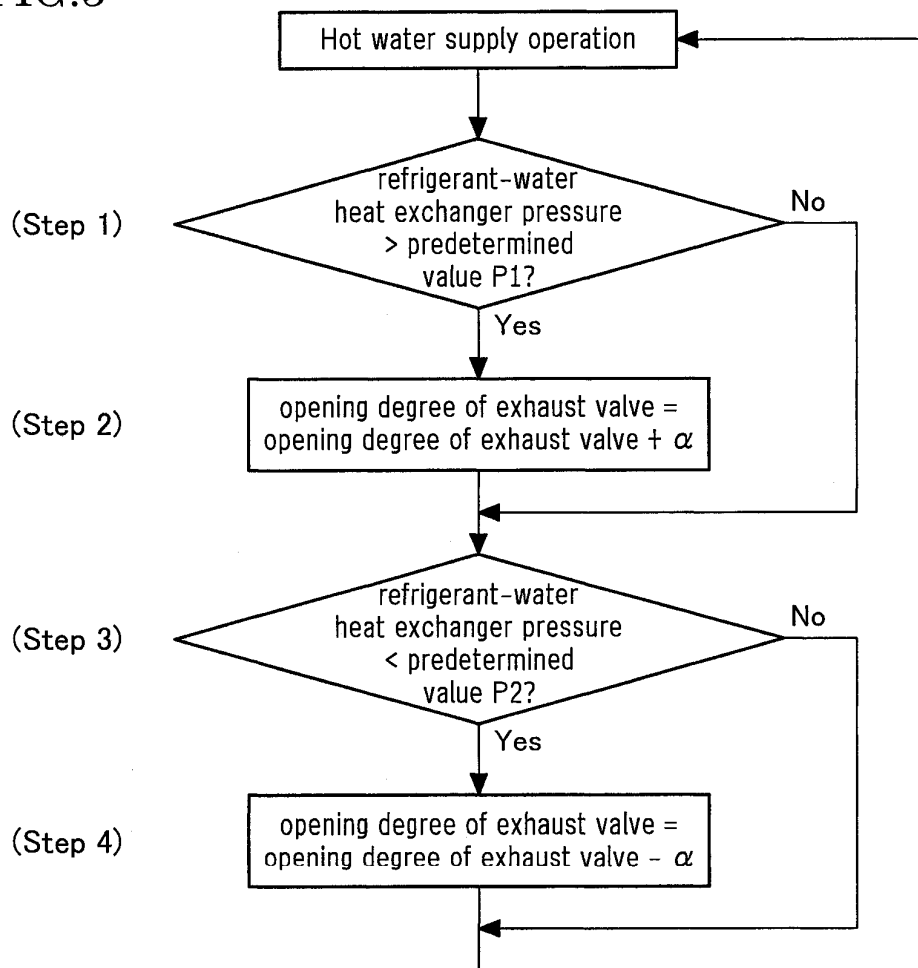 Hot water supply operation
refrigerant-water
heat exchanger pressure
> predetermined
value P1?
No
(Step 1)
Yes
opening degree of exhaust valve =
opening degree of exhaust valve + α
(Step 2)
refrigerant-water
heat exchanger pressure
< predetermined
value P2?
No
(Step 3)
Yes
opening degree of exhaust valve =
opening degree of exhaust valve - α
(Step 4)